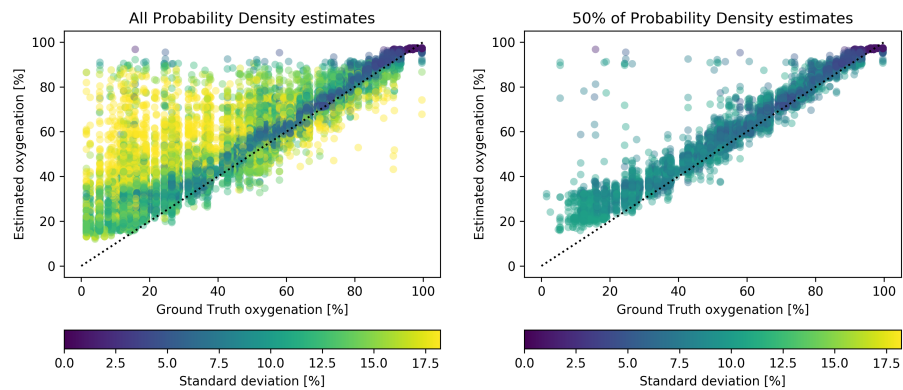 All Probability Density estimates
100
80
60
40
20
0
Estimated oxygenation [%]
0 20 40 60 80 100
Ground Truth oxygenation [%]
0.0 2.5 5.0 7.5 10.0 12.5 15.0 17.5
Standard deviation [%]
50% of Probability Density estimates
100
80
60
40
20
0
Estimated oxygenation [%]
0 20 40 60 80 100
Ground Truth oxygenation [%]
0.0 2.5 5.0 7.5 10.0 12.5 15.0 17.5
Standard deviation [%]